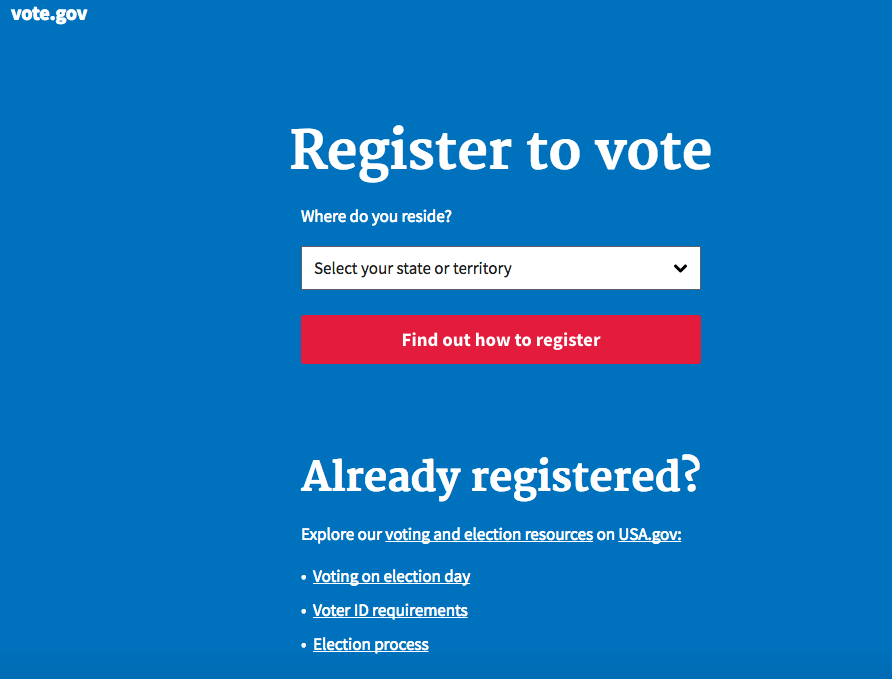 vote.gov
Register to vote
Where do you reside?
Select your state or territory
Find out how to register
Already registered?
Explore our voting and election resources on USA.gov:
• Voting on election day
• Voter ID requirements
• Election process